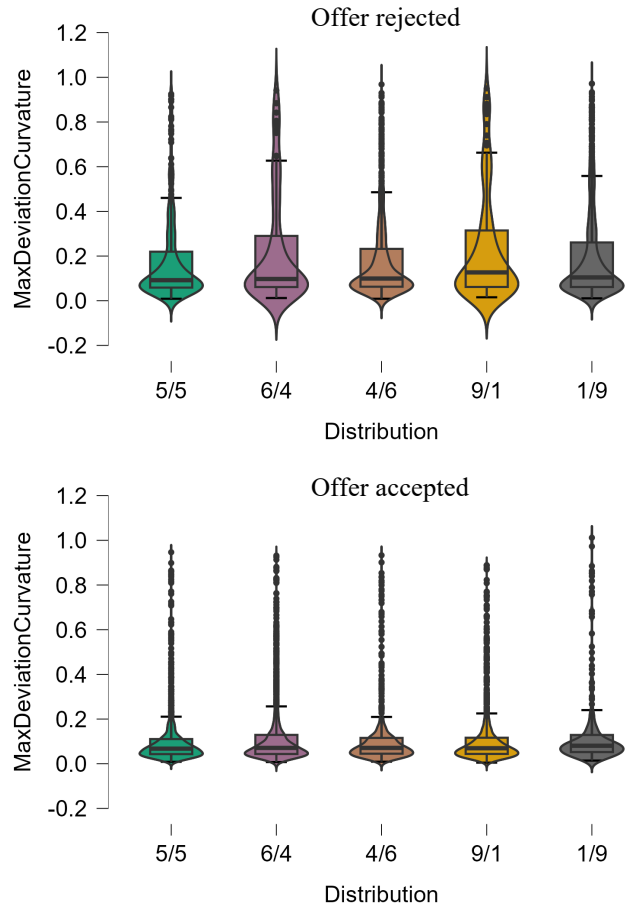 Offer rejected
MaxDeviationCurvature
1.2
1.0
0.8
0.6
0.4
0.2
0.0
-0.2
5/5 6/4 4/6 9/1 1/9
Distribution
Offer accepted
MaxDeviationCurvature
1.2
1.0
0.8
0.6
0.4
0.2
0.0
-0.2
5/5 6/4 4/6 9/1 1/9
Distribution